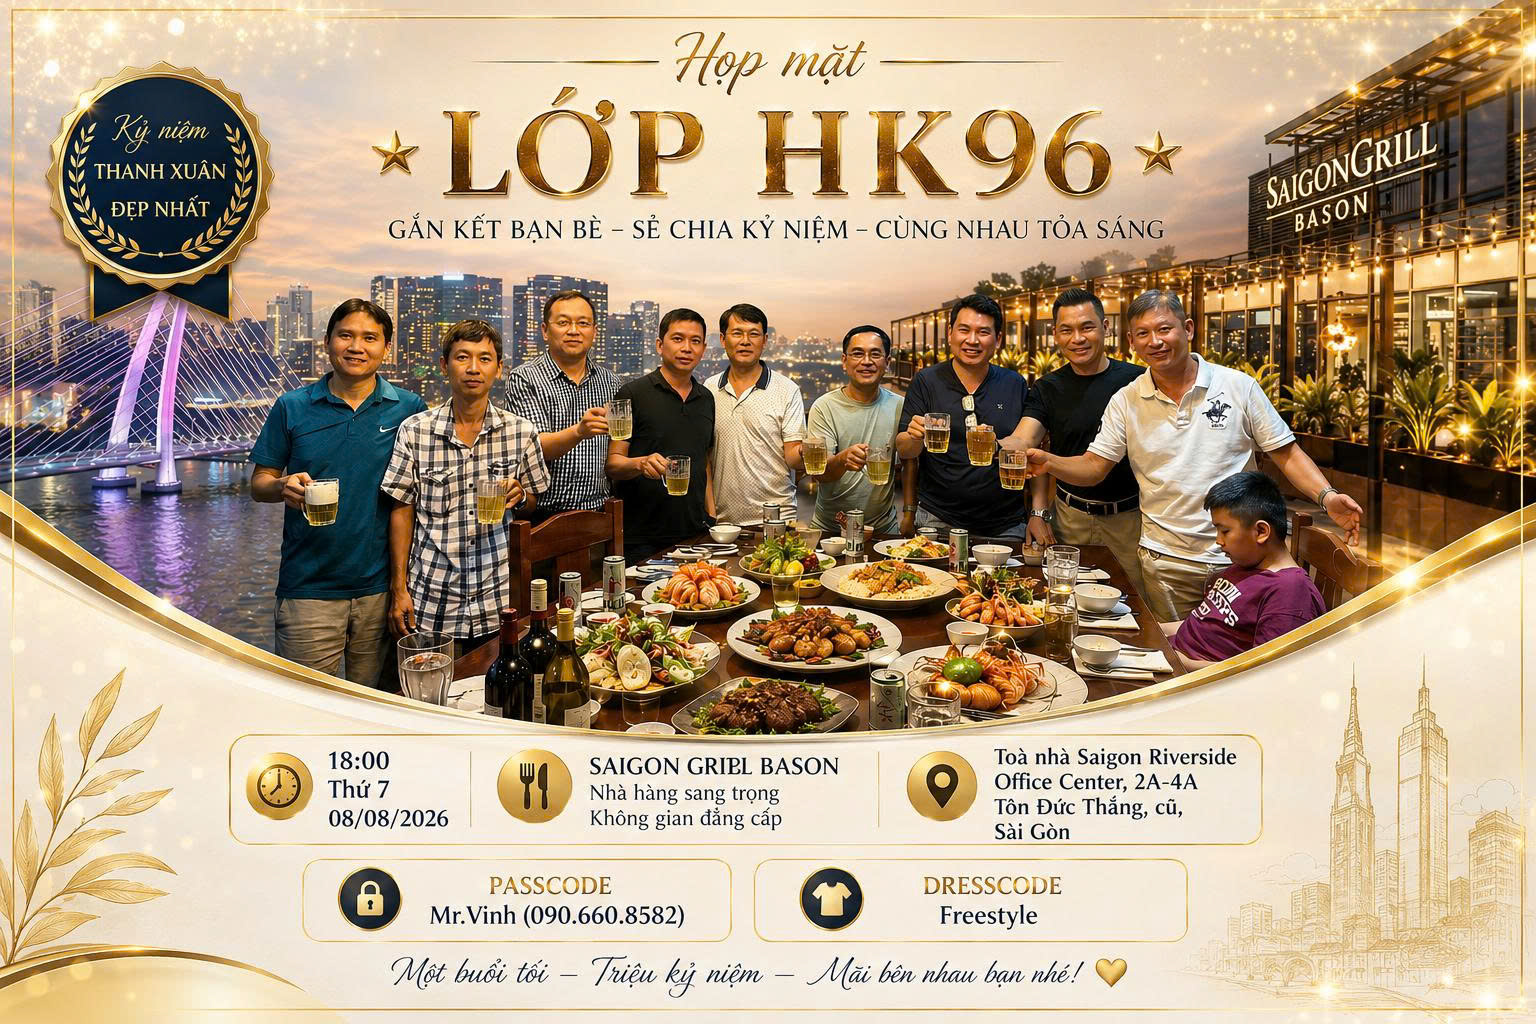 Họp mặt
LỚP HK96
GẮN KẾT BẠN BÈ – SẺ CHIA KỶ NIỆM – CÙNG NHAU TỎA SÁNG
Kỷ niệm
THANH XUÂN
ĐẸP NHẤT
SAIGONGRILL
BASON
18:00
Thứ 7
08/08/2026
SAIGON GRIBL BASON
Nhà hàng sang trọng
Không gian đẳng cấp
Toà nhà Saigon Riverside
Office Center, 2A-4A
Tôn Đức Thắng, cũ,
Sài Gòn
PASSCODE
Mr.Vinh (090.660.8582)
DRESSCODE
Freestyle
Một buổi tối – Triệu kỷ niệm – Mãi bên nhau bạn nhé!